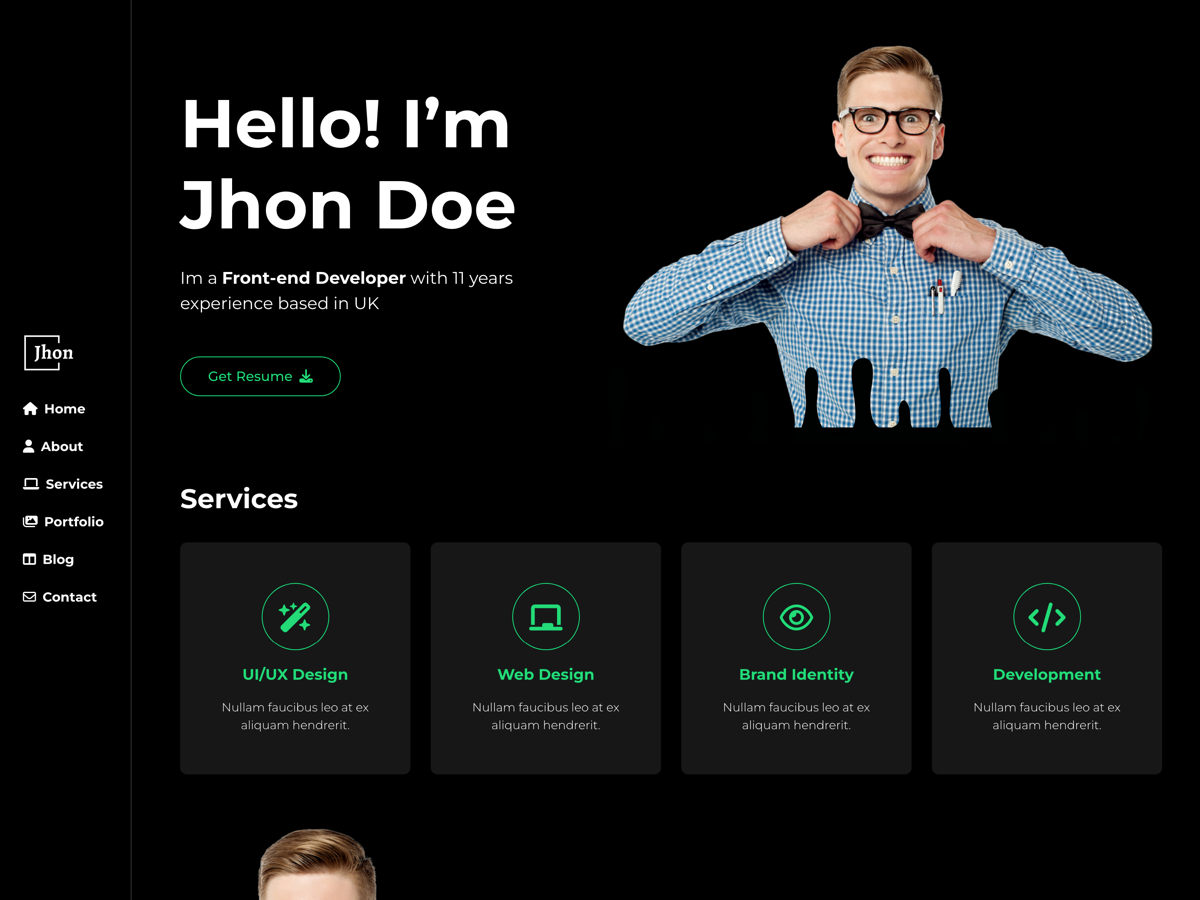 Jhon
Home
About
Services
Portfolio
Blog
Contact
Hello! I’m
Jhon Doe
Im a Front-end Developer with 11 years
experience based in UK
Get Resume
Services
UI/UX Design
Nullam faucibus leo at ex
aliquam hendrerit.
Web Design
Nullam faucibus leo at ex
aliquam hendrerit.
Brand Identity
Nullam faucibus leo at ex
aliquam hendrerit.
Development
Nullam faucibus leo at ex
aliquam hendrerit.